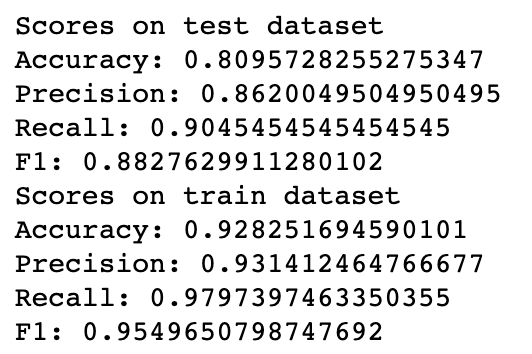 Scores on test dataset
Accuracy: 0.8095728255275347
Precision: 0.8620049504950495
Recall: 0.9045454545454545
F1: 0.8827629911280102
Scores on train dataset
Accuracy: 0.928251694590101
Precision: 0.931412464766677
Recall: 0.9797397463350355
F1: 0.9549650798747692